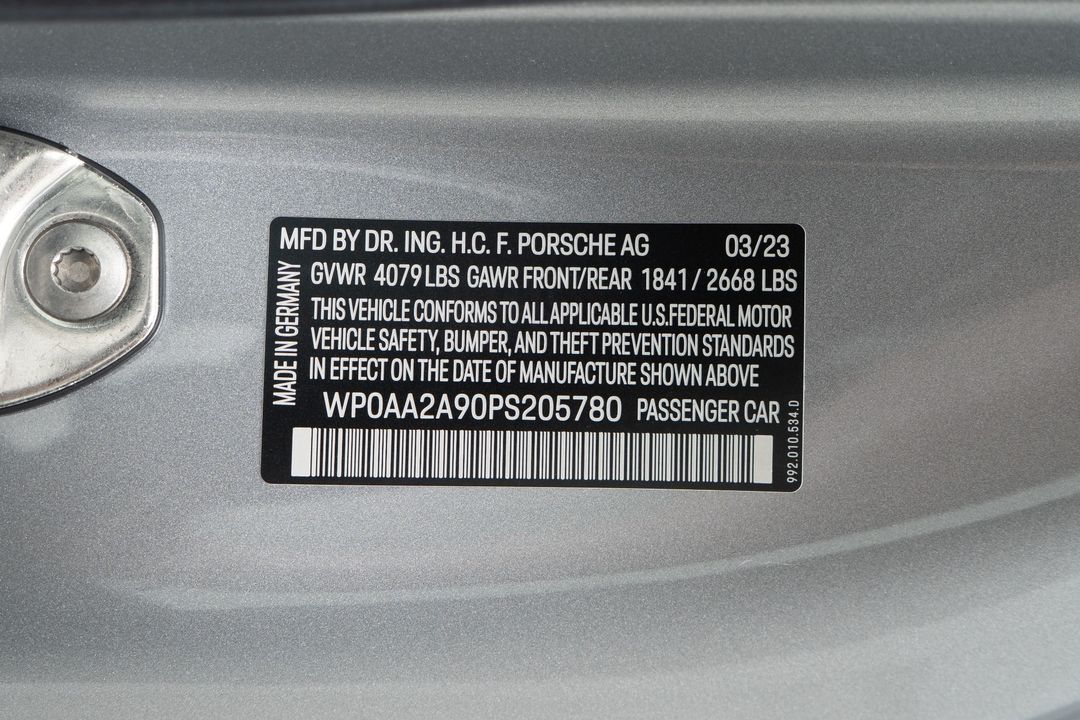 MFD BY DR. ING. H.C. F. PORSCHE AG 03/23
GVWR 4079 LBS GAWR FRONT/REAR 1841 / 2668 LBS
THIS VEHICLE CONFORMS TO ALL APPLICABLE U.S.FEDERAL MOTOR
VEHICLE SAFETY, BUMPER, AND THEFT PREVENTION STANDARDS
IN EFFECT ON THE DATE OF MANUFACTURE SHOWN ABOVE
WP0AA2A90PS205780 PASSENGER CAR
MADE IN GERMANY
992.010.534.D